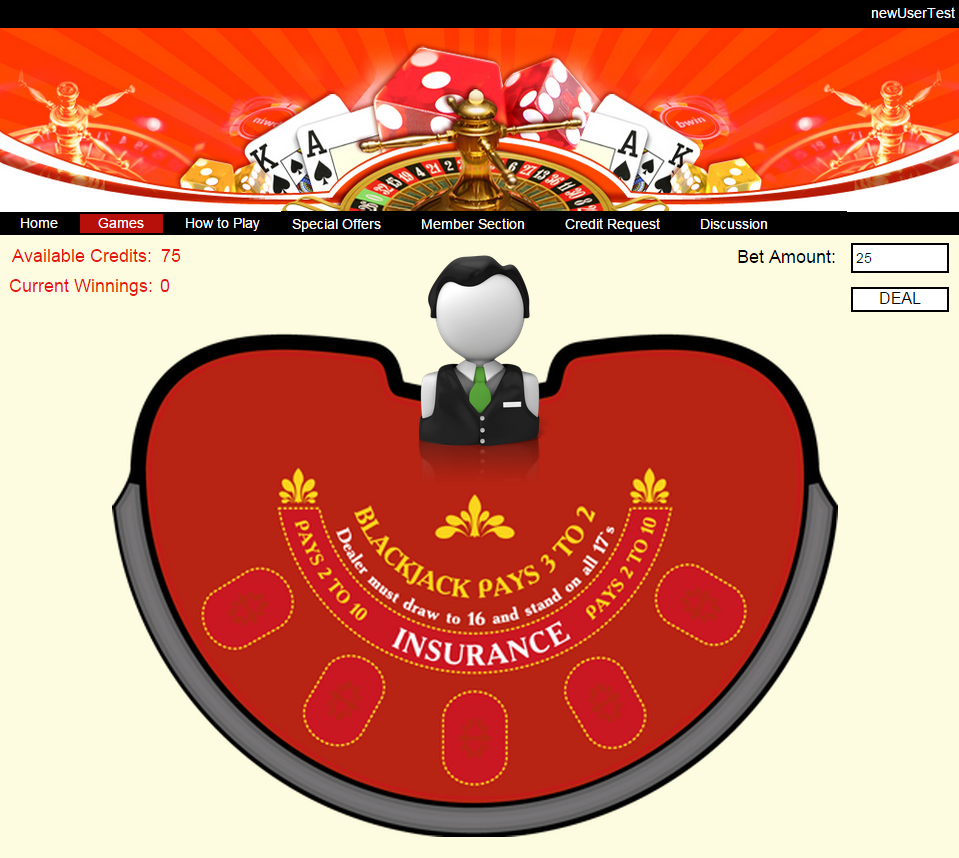 newUserTest
K A
A K
bwin
Home Games How to Play Special Offers Member Section Credit Request Discussion
Available Credits: 75
Bet Amount: 25
Current Winnings: 0
DEAL
BLACKJACK PAYS 3 TO 2
Dealer must draw to 16 and stand on all 17's
PAYS 2 TO 10
INSURANCE
PAYS 2 TO 10